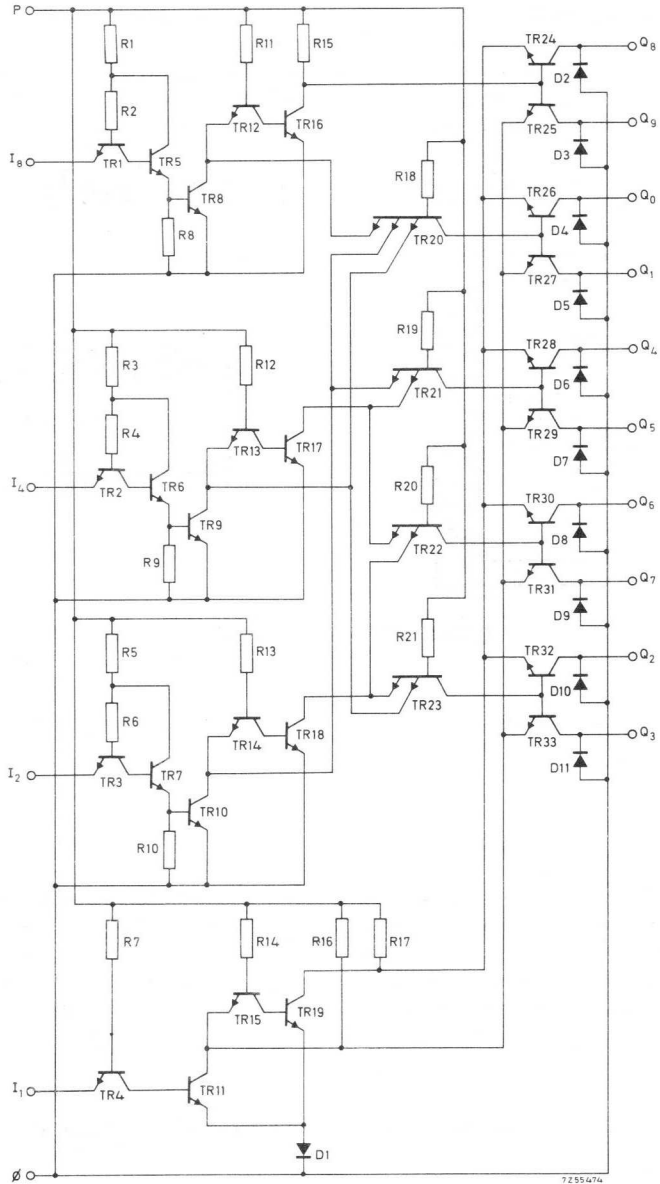 P
R1
R11
R15
TR24
Q8
R2
D2
TR12
TR16
TR25
Q9
I8
TR1
TR5
D3
R18
TR8
TR26
Q0
R8
TR20
D4
TR27
Q1
D5
R19
R3
R12
TR28
Q4
TR21
D6
R4
TR29
Q5
TR13
TR17
D7
I4
TR2
TR6
R20
TR9
TR30
Q6
R9
TR22
D8
TR31
Q7
D9
R21
R5
R13
TR32
Q2
R6
TR23
D10
TR14
TR18
TR33
Q3
I2
TR3
TR7
D11
TR10
R10
R7
R14
R16
R17
TR15
TR19
I1
TR4
TR11
D1
Ø
7Z55474